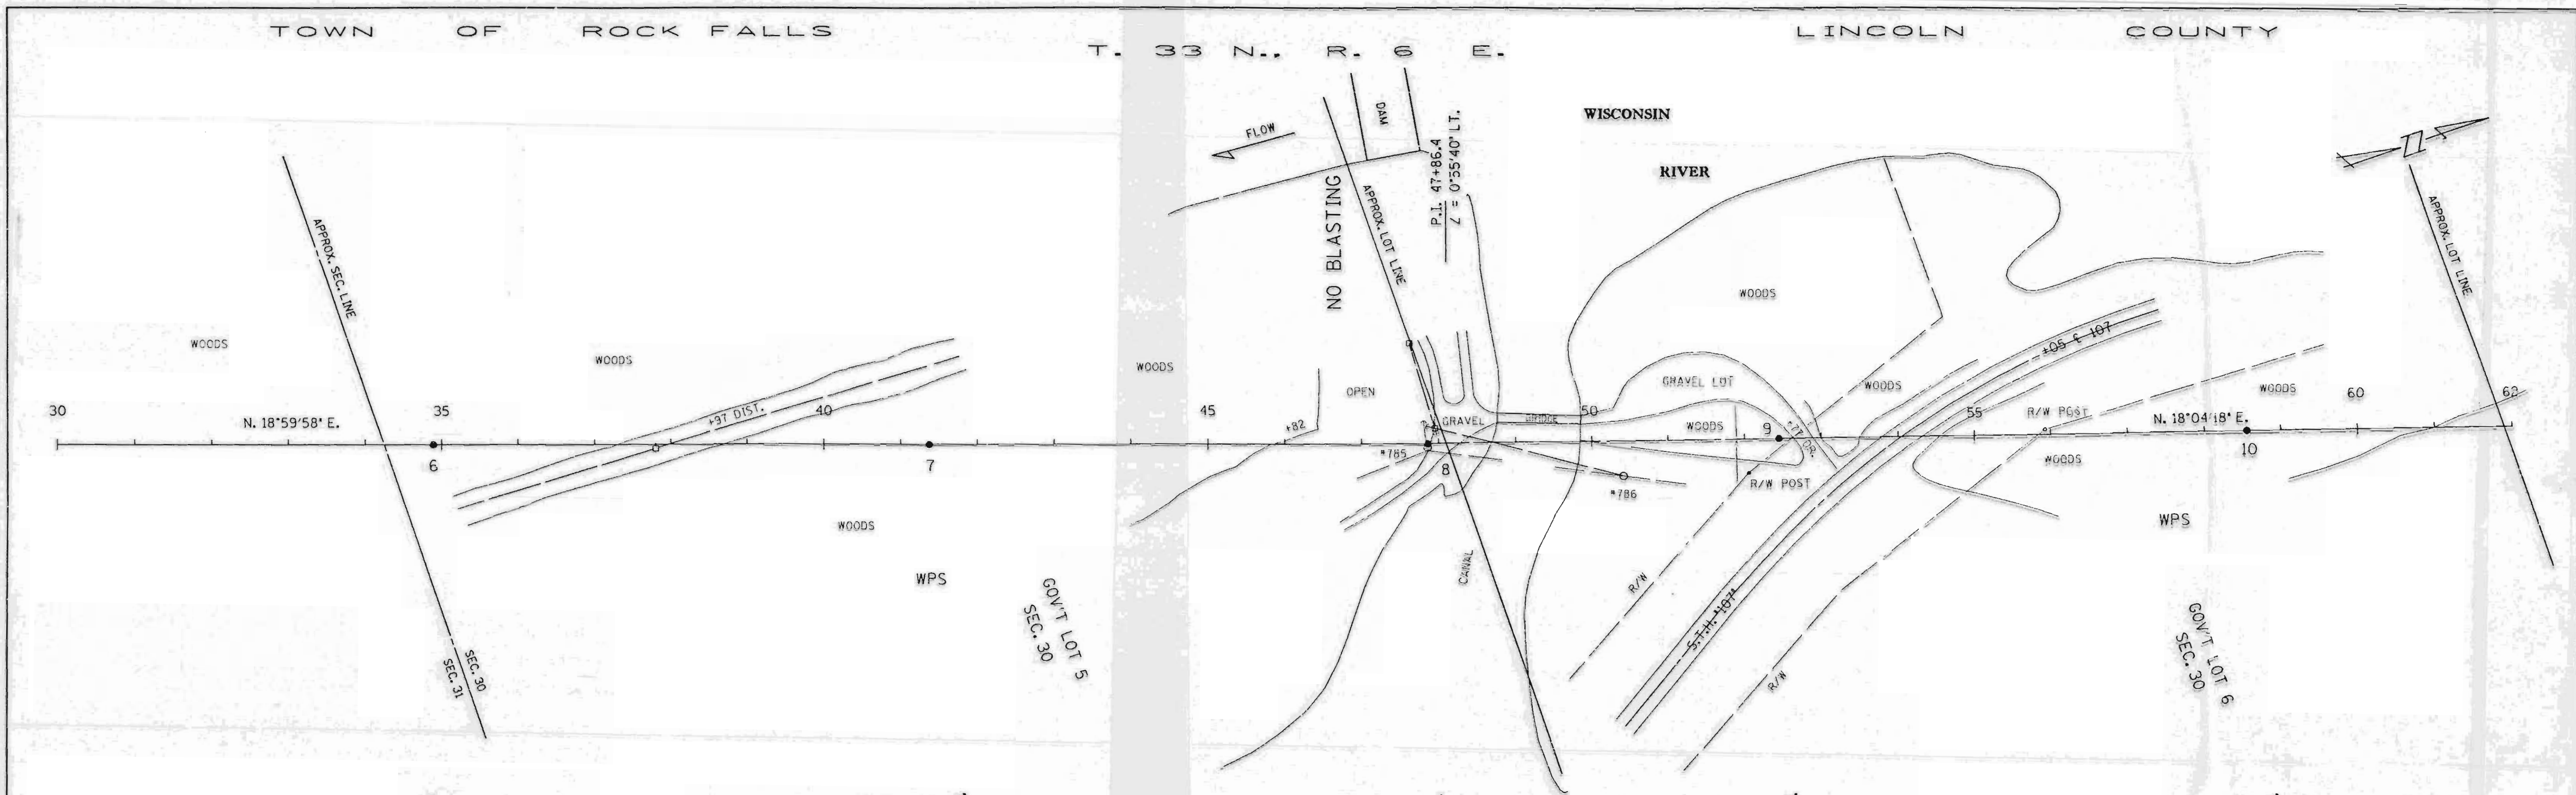 TOWN OF ROCK FALLS
LINCOLN COUNTY
T. 33 N., R. 6 E.
WISCONSIN
RIVER
DAM
FLOW
NO BLASTING
APPROX. LOT LINE
P.I. 47+86.4
∠ = 0°55'40" LT.
APPROX. SEC. LINE
APPROX. LOT LINE
WOODS
WOODS
WOODS
WOODS
OPEN
GRAVEL LOT
WOODS
WOODS
+05 ℄ 107
30
N. 18°59'58" E.
35
+97 DIST.
40
45
+82
GRAVEL
BRIDGE
50
WOODS
9
+77 DR.
55
R/W POST
N. 18°04'18" E.
60
63
6
7
"785
8
"786
R/W POST
WOODS
10
WOODS
WPS
WPS
CANAL
R/W
S.T.H. "107"
R/W
GOV'T LOT 5
SEC. 30
GOV'T LOT 6
SEC. 30
SEC. 30
SEC. 31